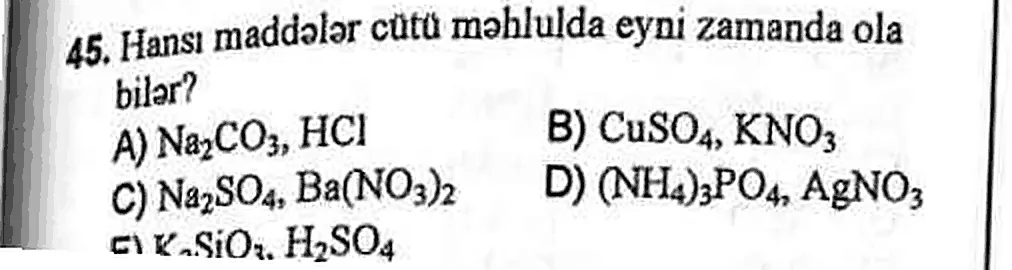 45. Hansı maddələr cütü məhlulda eyni zamanda ola
bilər?
A) Na₂CO₃, HCl B) CuSO₄, KNO₃
C) Na₂SO₄, Ba(NO₃)₂ D) (NH₄)₃PO₄, AgNO₃
E) K₂SiO₃, H₂SO₄